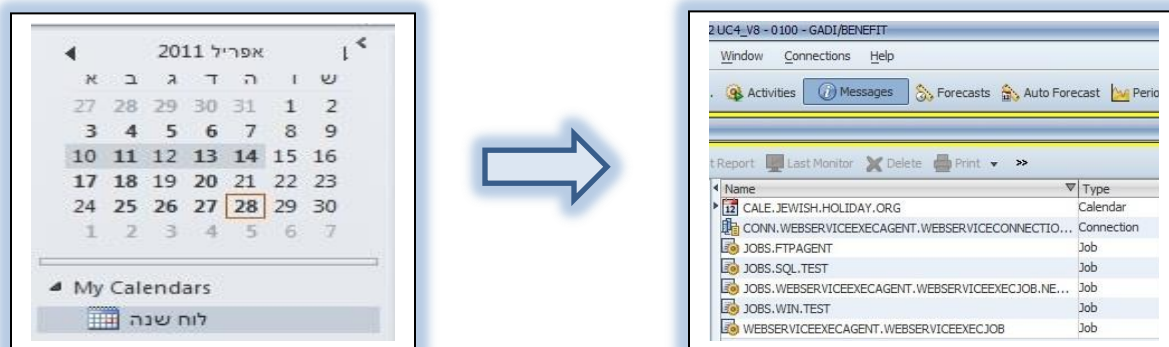 אפריל 2011
א ב ג ד ה ו ש
27 28 29 30 31 1 2
3 4 5 6 7 8 9
10 11 12 13 14 15 16
17 18 19 20 21 22 23
24 25 26 27 28 29 30
1 2 3 4 5 6 7
My Calendars
לוח שנה
2 UC4_V8 - 0100 - GADI/BENEFIT
Window Connections Help
Activities Messages Forecasts Auto Forecast Perio
t Report Last Monitor Delete Print »
Name Type
CALE.JEWISH.HOLIDAY.ORG Calendar
CONN.WEBSERVICEEXECAGENT.WEBSERVICECONNECTIO... Connection
JOBS.FTPAGENT Job
JOBS.SQL.TEST Job
JOBS.WEBSERVICEEXECAGENT.WEBSERVICEEXECJOB.NE... Job
JOBS.WIN.TEST Job
WEBSERVICEEXECAGENT.WEBSERVICEEXECJOB Job